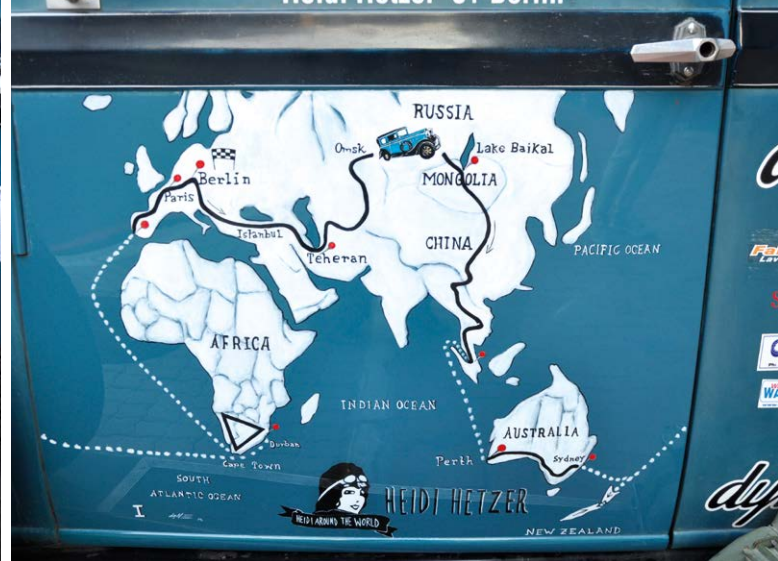 RUSSIA
Omsk
Lake Baikal
Berlin
MONGOLIA
Paris
Istanbul
CHINA
PACIFIC OCEAN
Teheran
AFRICA
INDIAN OCEAN
AUSTRALIA
Durban
Perth
Sydney
Cape Town
SOUTH
ATLANTIC OCEAN
HEIDI HETZER
HEIDI AROUND THE WORLD
NEW ZEALAND